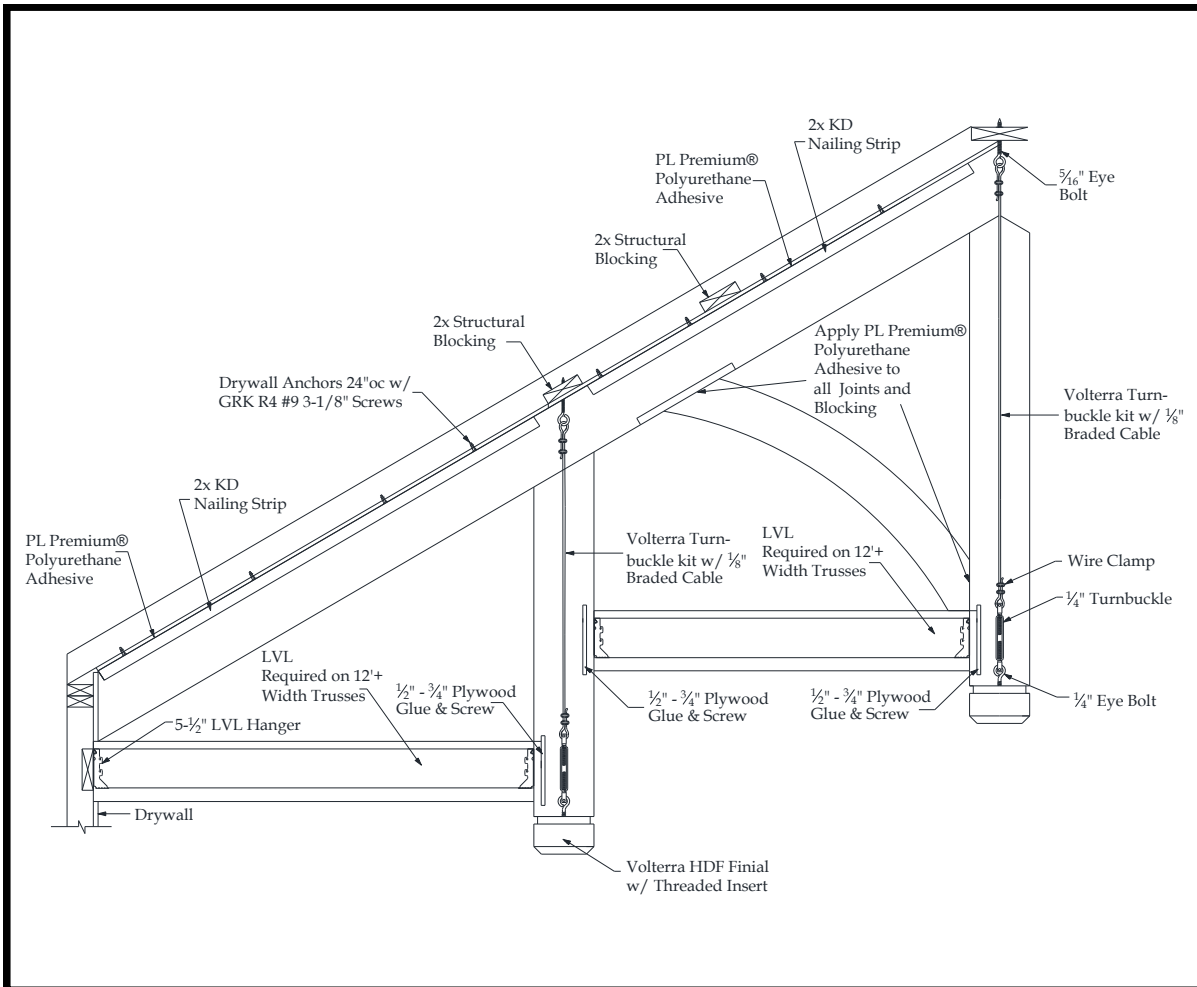 2x KD
Nailing Strip
PL Premium®
Polyurethane
Adhesive
5/16" Eye
Bolt
2x Structural
Blocking
2x Structural
Blocking
Apply PL Premium®
Polyurethane
Adhesive to
all Joints and
Blocking
Drywall Anchors 24"oc w/
GRK R4 #9 3-1/8" Screws
Volterra Turn-
buckle kit w/ ⅛"
Braded Cable
2x KD
Nailing Strip
PL Premium®
Polyurethane
Adhesive
Volterra Turn-
buckle kit w/ ⅛"
Braded Cable
LVL
Required on 12'+
Width Trusses
Wire Clamp
¼" Turnbuckle
LVL
Required on 12'+
Width Trusses
½" - ¾" Plywood
Glue & Screw
½" - ¾" Plywood
Glue & Screw
½" - ¾" Plywood
Glue & Screw
¼" Eye Bolt
5-½" LVL Hanger
Drywall
Volterra HDF Finial
w/ Threaded Insert